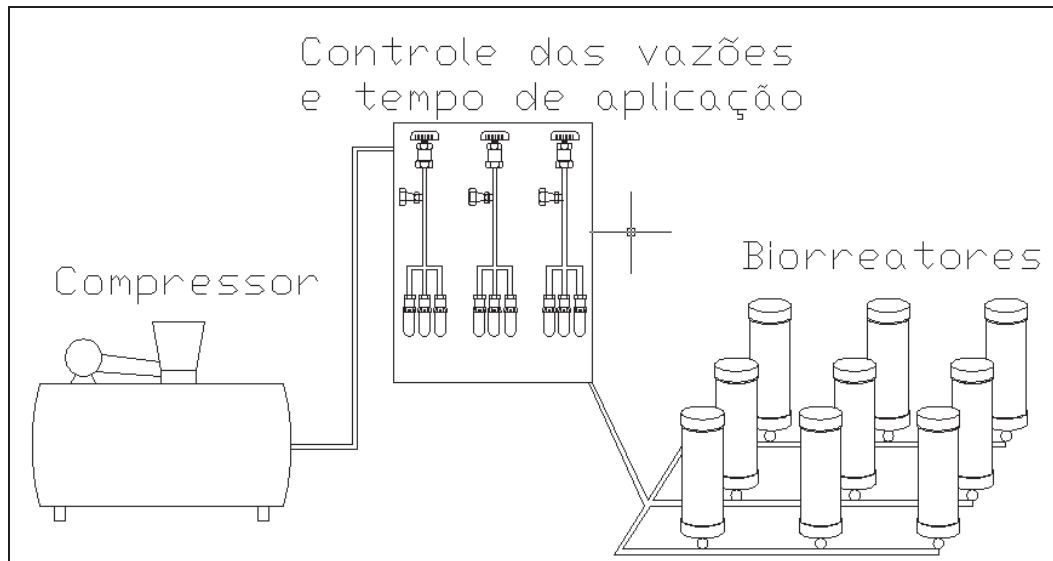 Controle das vazões
e tempo de aplicação
Compressor
Biorreatores